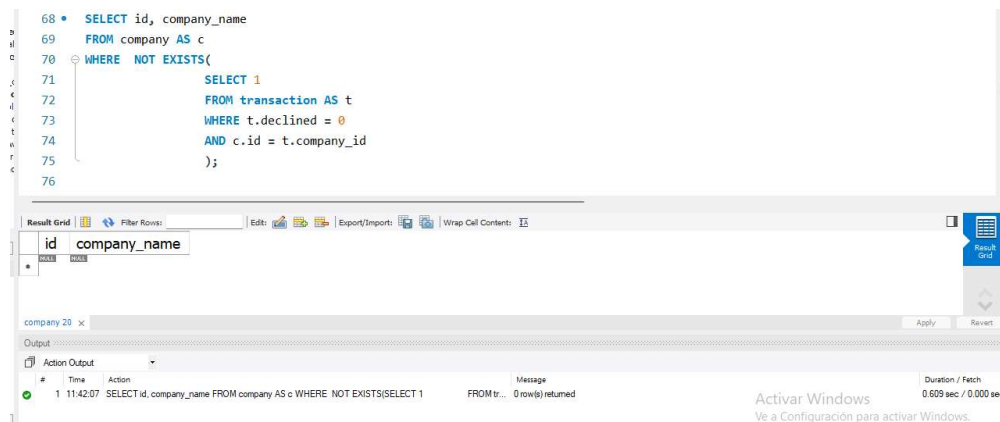 68 SELECT id, company_name
69 FROM company AS c
70 WHERE NOT EXISTS(
71 SELECT 1
72 FROM transaction AS t
73 WHERE t.declined = 0
74 AND c.id = t.company_id
75 );
76
Result Grid Filter Rows: Edit: Export/Import: Wrap Cell Content: IA
id company_name
NULL NULL
Result
Grid
company 20 × Apply Revert
Output
Action Output
# Time Action Message Duration / Fetch
1 11:42:07 SELECT id, company_name FROM company AS c WHERE NOT EXISTS(SELECT 1 FROM tr... 0 row(s) returned 0.609 sec / 0.000 se
Activar Windows
Ve a Configuración para activar Windows.